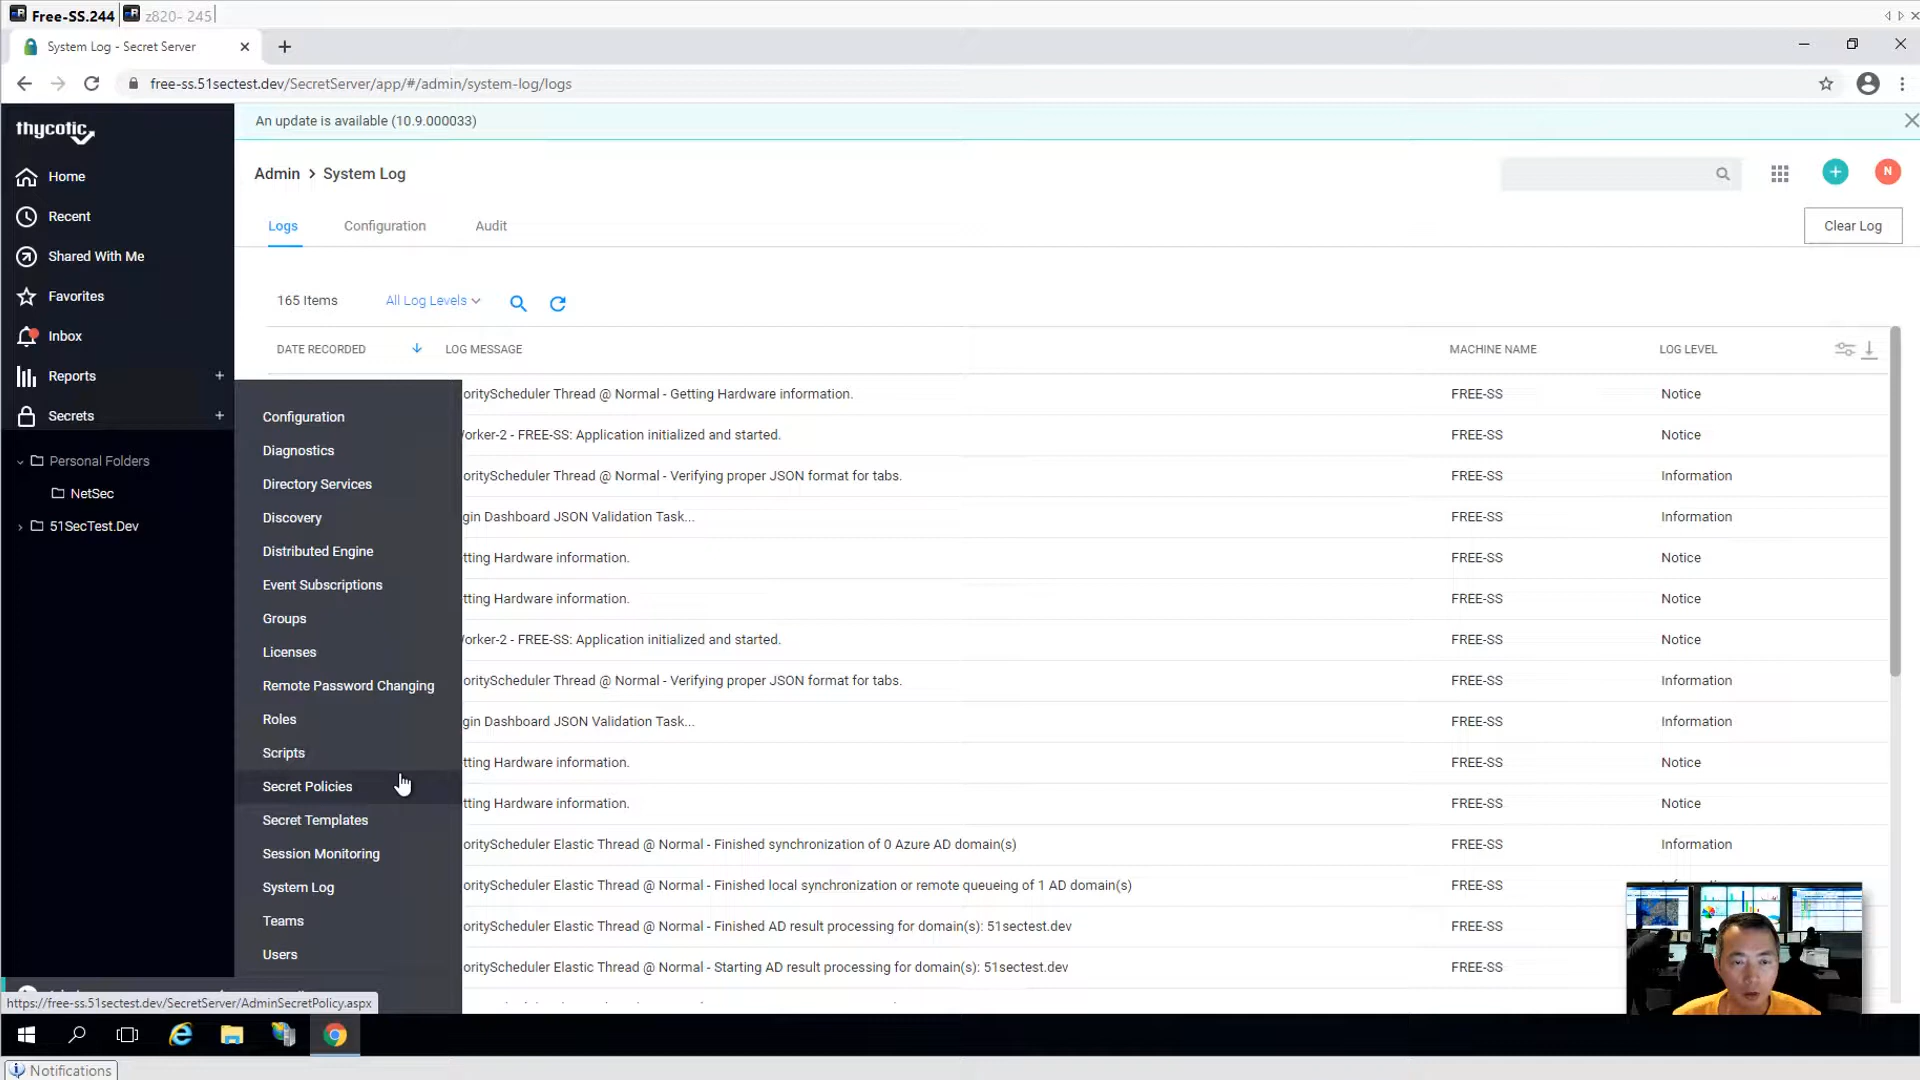 Free-SS.244
z820- 245
System Log - Secret Server
free-ss.51sectest.dev/SecretServer/app/#/admin/system-log/logs
thycotic
An update is available (10.9.000033)
Home
Recent
Shared With Me
Favorites
Inbox
Reports +
Secrets +
Personal Folders
NetSec
51SecTest.Dev
Admin > System Log
N
Logs
Configuration
Audit
Clear Log
165 Items
All Log Levels
DATE RECORDED
LOG MESSAGE
MACHINE NAME
LOG LEVEL
Configuration
Diagnostics
Directory Services
Discovery
Distributed Engine
Event Subscriptions
Groups
Licenses
Remote Password Changing
Roles
Scripts
Secret Policies
Secret Templates
Session Monitoring
System Log
Teams
Users
orityScheduler Thread @ Normal - Getting Hardware information. FREE-SS Notice
orker-2 - FREE-SS: Application initialized and started. FREE-SS Notice
orityScheduler Thread @ Normal - Verifying proper JSON format for tabs. FREE-SS Information
gin Dashboard JSON Validation Task... FREE-SS Information
tting Hardware information. FREE-SS Notice
tting Hardware information. FREE-SS Notice
orker-2 - FREE-SS: Application initialized and started. FREE-SS Notice
orityScheduler Thread @ Normal - Verifying proper JSON format for tabs. FREE-SS Information
gin Dashboard JSON Validation Task... FREE-SS Information
tting Hardware information. FREE-SS Notice
tting Hardware information. FREE-SS Notice
orityScheduler Elastic Thread @ Normal - Finished synchronization of 0 Azure AD domain(s) FREE-SS Information
orityScheduler Elastic Thread @ Normal - Finished local synchronization or remote queueing of 1 AD domain(s) FREE-SS
orityScheduler Elastic Thread @ Normal - Finished AD result processing for domain(s): 51sectest.dev FREE-SS
orityScheduler Elastic Thread @ Normal - Starting AD result processing for domain(s): 51sectest.dev FREE-SS
https://free-ss.51sectest.dev/SecretServer/AdminSecretPolicy.aspx
Notifications